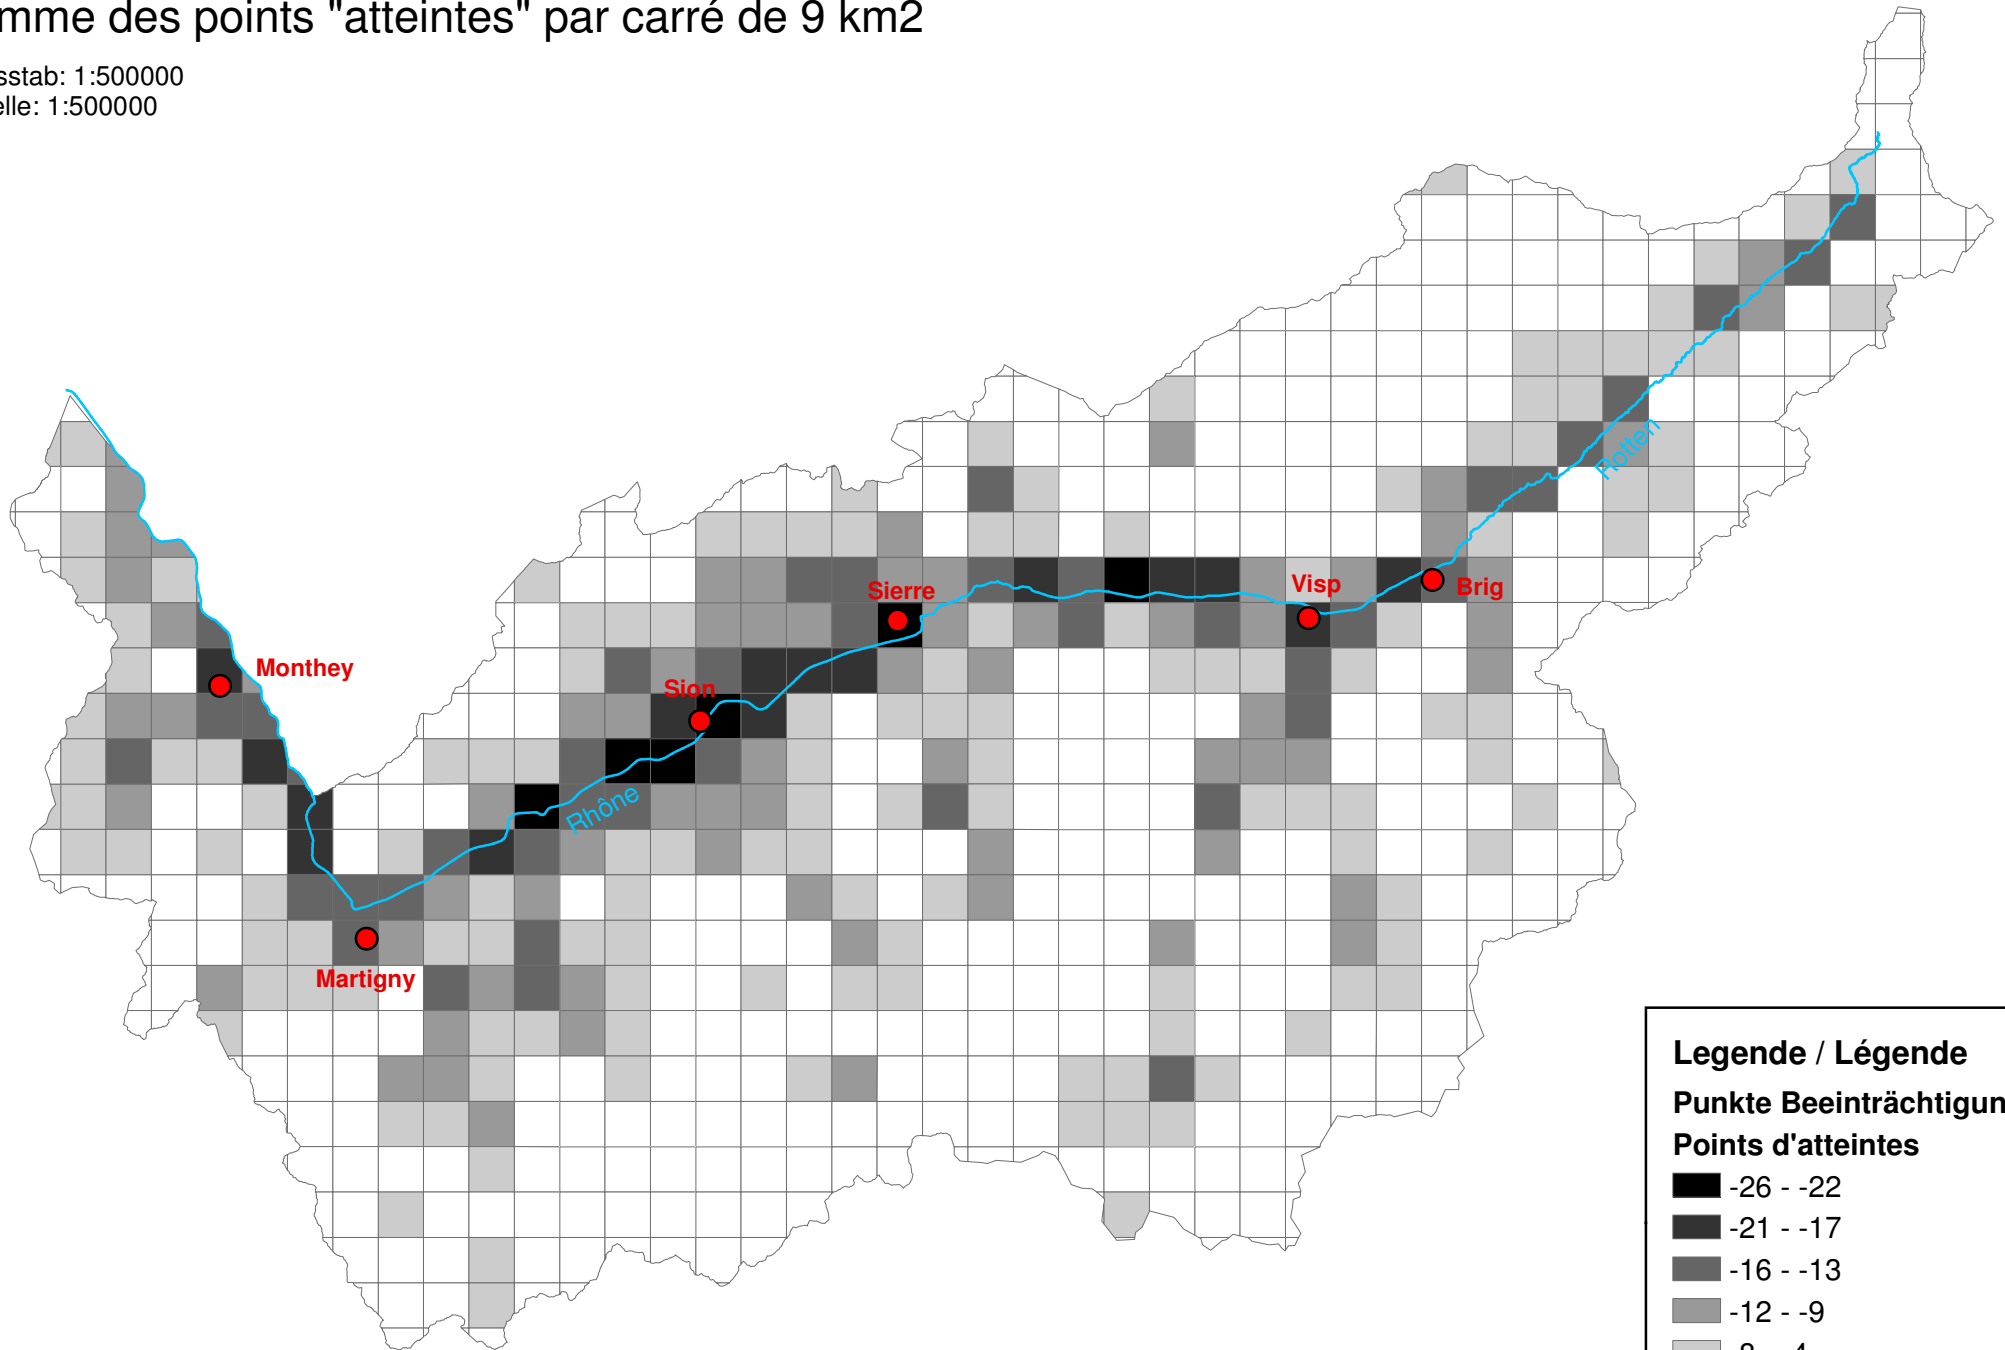 mme des points "atteintes" par carré de 9 km2
sstab: 1:500000
elle: 1:500000
Rotten
Sierre
Visp
Brig
Monthey
Sion
Rhône
Martigny
Legende / Légende
Punkte Beeinträchtigun
Points d'atteintes
-26 - -22
-21 - -17
-16 - -13
-12 - -9